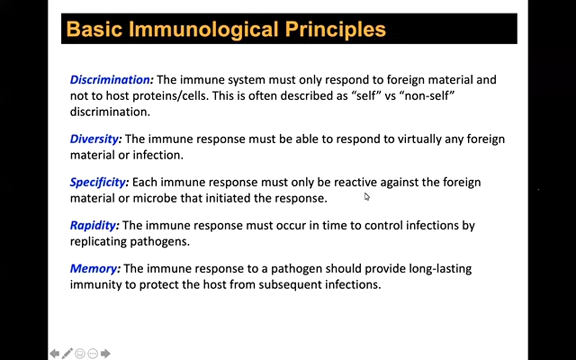 Basic Immunological Principles
Discrimination: The immune system must only respond to foreign material and
not to host proteins/cells. This is often described as “self” vs “non-self”
discrimination.
Diversity: The immune response must be able to respond to virtually any foreign
material or infection.
Specificity: Each immune response must only be reactive against the foreign
material or microbe that initiated the response.
Rapidity: The immune response must occur in time to control infections by
replicating pathogens.
Memory: The immune response to a pathogen should provide long-lasting
immunity to protect the host from subsequent infections.